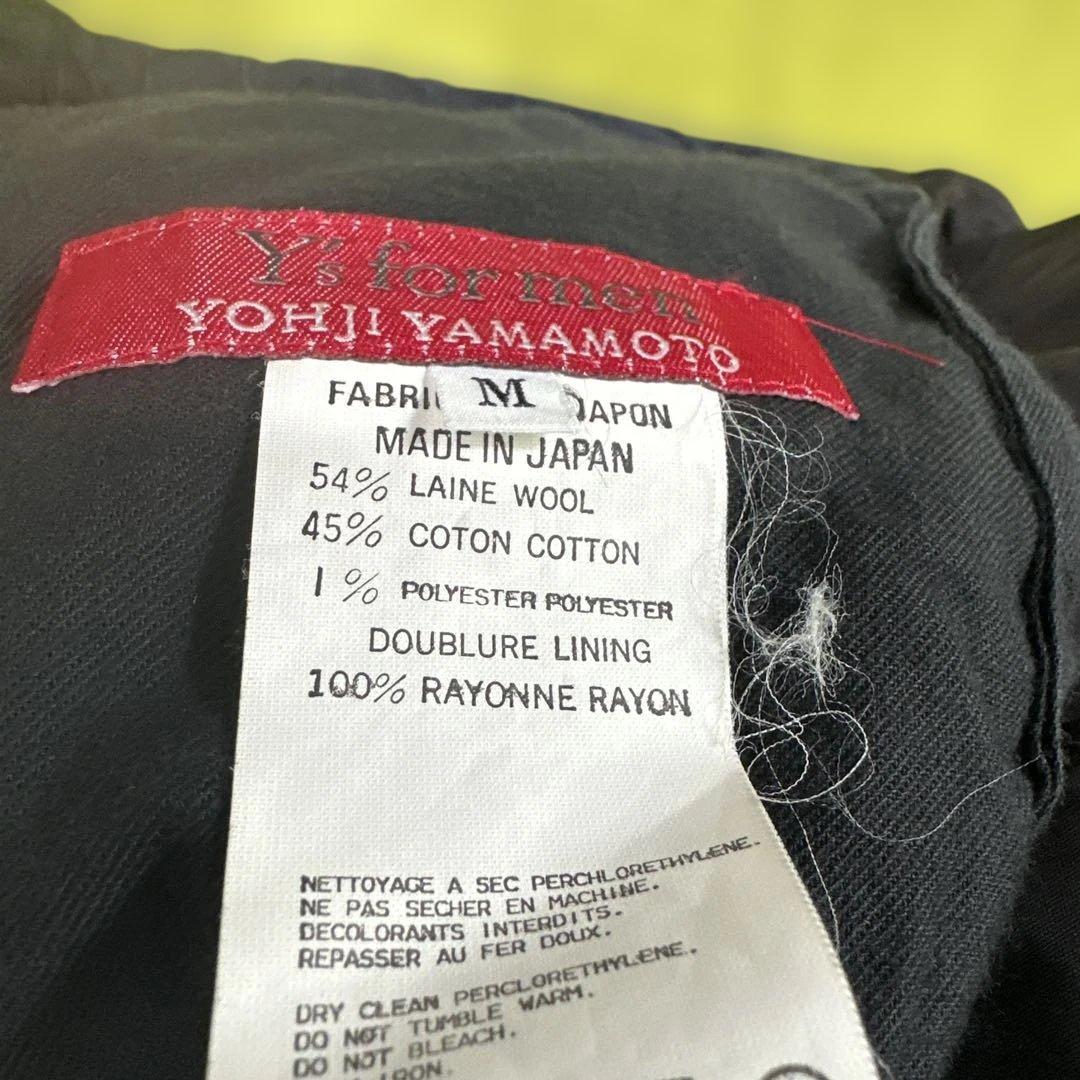 Y's for men
YOHJI YAMAMOTO
M
JAPON
MADE IN JAPAN
54% LAINE WOOL
45% COTON COTTON
1% POLYESTER POLYESTER
DOUBLURE LINING
100% RAYONNE RAYON
NETTOYAGE A SEC PERCHLORETHYLENE.
NE PAS SECHER EN MACHINE.
DECOLORANTS INTERDITS.
REPASSER AU FER DOUX.
DRY CLEAN PERCLORETHYLENE.
DO NOT TUMBLE WARM.
DO NOT BLEACH.
IRON.